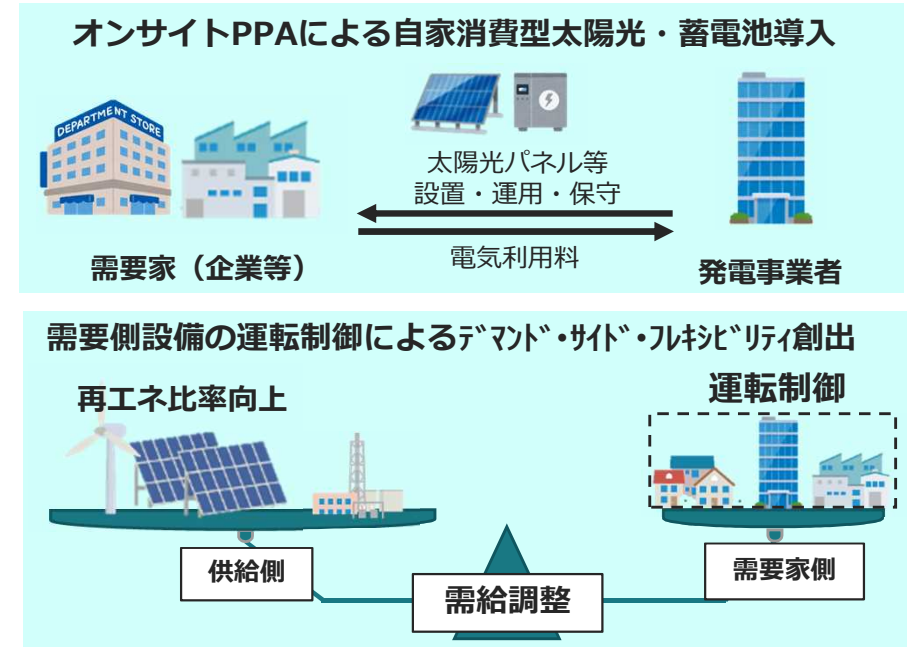 オンサイトPPAによる自家消費型太陽光・蓄電池導入
DEPARTMENT STORE
太陽光パネル等
設置・運用・保守
電気利用料
需要家（企業等）
発電事業者
需要側設備の運転制御によるﾃﾞﾏﾝﾄﾞ・ｻｲﾄﾞ・ﾌﾚｷｼﾋﾞﾘﾃｨ創出
再エネ比率向上
運転制御
供給側
需要家側
需給調整